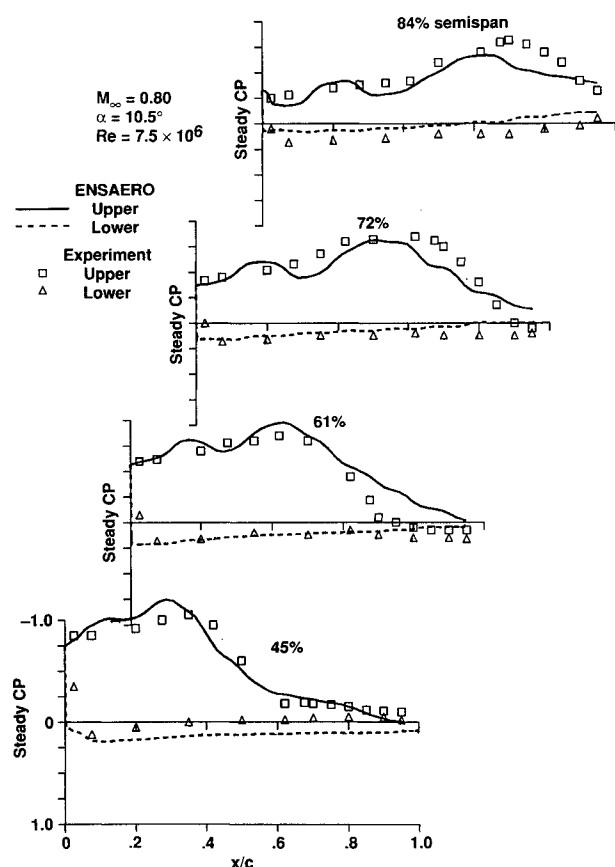 84% semispan
M∞ = 0.80
α = 10.5°
Re = 7.5 × 10⁶
Steady CP
ENSAERO
Upper
Lower
Experiment
Upper
Lower
72%
Steady CP
61%
Steady CP
–1.0
45%
Steady CP
0
1.0
0 .2 .4 .6 .8 1.0
x/c